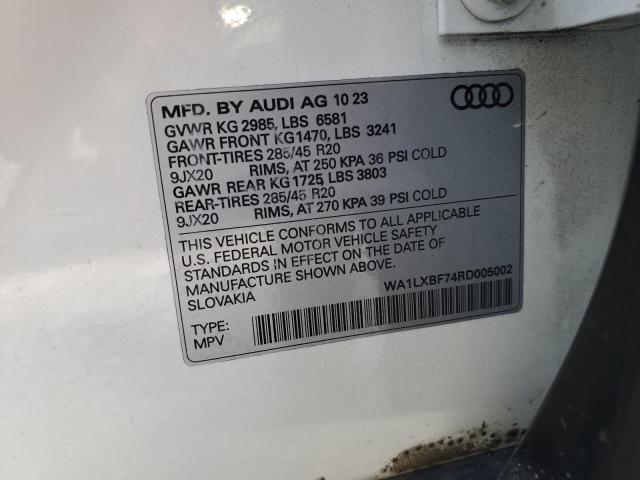 MFD. BY AUDI AG 10 23
GVWR KG 2985, LBS 6581
GAWR FRONT KG1470, LBS 3241
FRONT-TIRES 285/45 R20
9JX20 RIMS, AT 250 KPA 36 PSI COLD
GAWR REAR KG 1725 LBS 3803
REAR-TIRES 285/45 R20
9JX20 RIMS, AT 270 KPA 39 PSI COLD
THIS VEHICLE CONFORMS TO ALL APPLICABLE
U.S. FEDERAL MOTOR VEHICLE SAFETY
STANDARDS IN EFFECT ON THE DATE OF
MANUFACTURE SHOWN ABOVE.
SLOVAKIA
WA1LXBF74RD005002
TYPE:
MPV